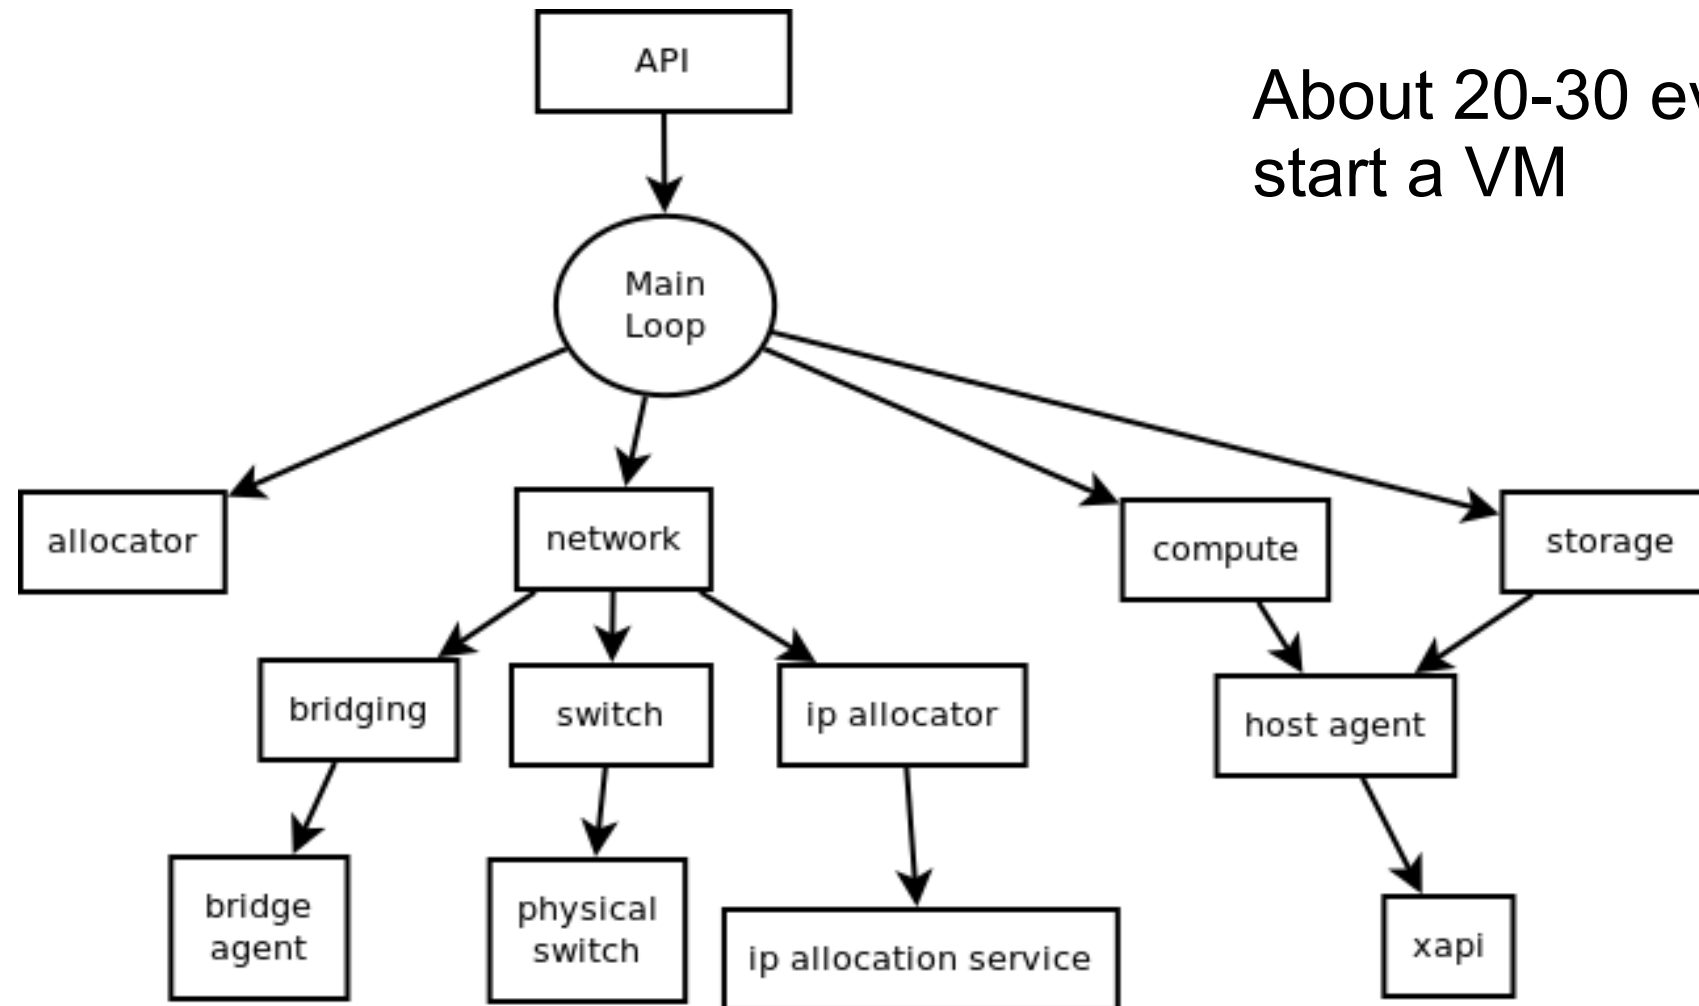 API
About 20-30 ev
start a VM
Main
Loop
allocator
network
compute
storage
bridging
switch
ip allocator
host agent
bridge
agent
physical
switch
ip allocation service
xapi